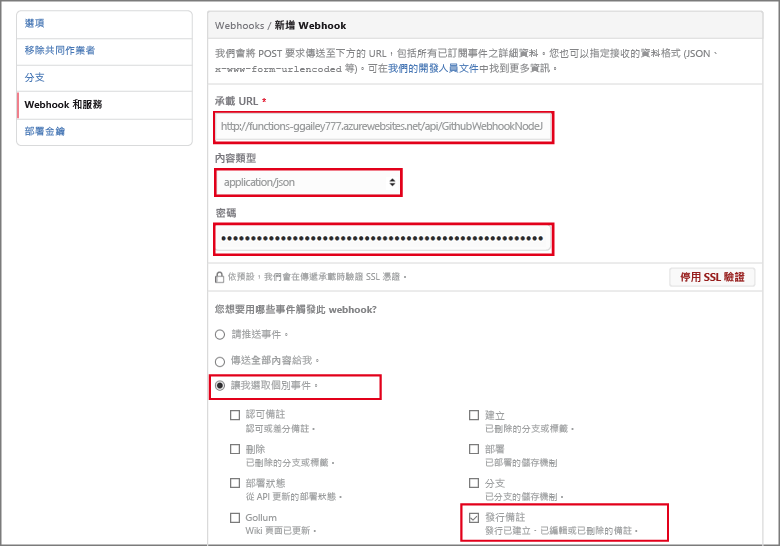 選項
移除共同作業者
分支
Webhook 和服務
部署金鑰
Webhooks / 新增 Webhook
我們會將 POST 要求傳送至下方的 URL，包括所有已訂閱事件之詳細資料。您也可以指定接收的資料格式 (JSON、
x-www-form-urlencoded 等)。可在我們的開發人員文件中找到更多資訊。
承載 URL *
http://functions-ggailey777.azurewebsites.net/api/GithubWebhookNodeJ
內容類型
application/json
密碼
依預設，我們會在傳遞承載時驗證 SSL 憑證。
停用 SSL 驗證
您想要用哪些事件觸發此 webhook?
請推送事件。
傳送全部內容給我。
讓我選取個別事件。
認可備註
認可或差分備註。
建立
已刪除的分支或標籤。
刪除
已刪除的分支或標籤。
部署
已部署的儲存機制
部署狀態
從 API 更新的部署狀態。
分支
已分支的儲存機制。
Gollum
Wiki 頁面已更新。
發行備註
發行已建立、已編輯或已刪除的備註。